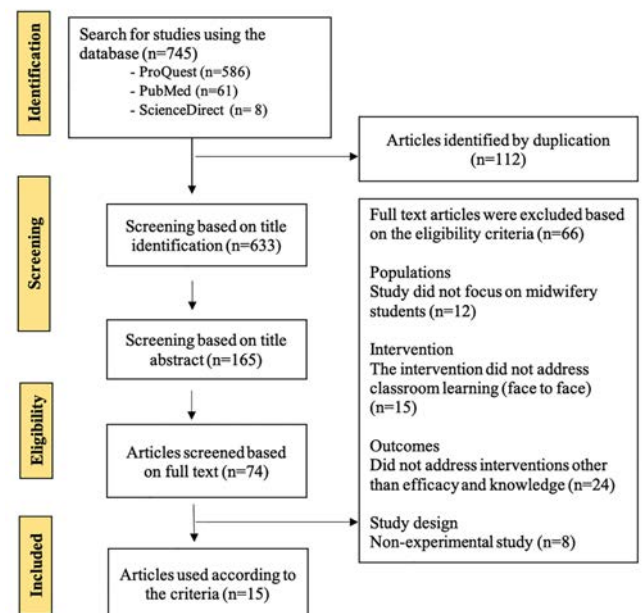 Identification
Search for studies using the
database (n=745)
- ProQuest (n=586)
- PubMed (n=61)
- ScienceDirect (n= 8)
Articles identified by duplication
(n=112)
Screening
Screening based on title
identification (n=633)
Screening based on title
abstract (n=165)
Eligibility
Articles screened based
on full text (n=74)
Full text articles were excluded based
on the eligibility criteria (n=66)
Populations
Study did not focus on midwifery
students (n=12)
Intervention
The intervention did not address
classroom learning (face to face)
(n=15)
Outcomes
Did not address interventions other
than efficacy and knowledge (n=24)
Study design
Non-experimental study (n=8)
Included
Articles used according to
the criteria (n=15)